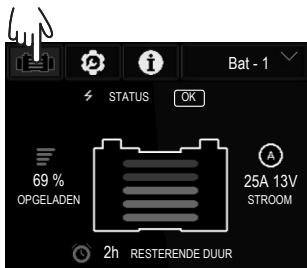 Bat - 1
STATUS OK
69 %
OPGELADEN
A
25A 13V
STROOM
2h RESTERENDE DUUR